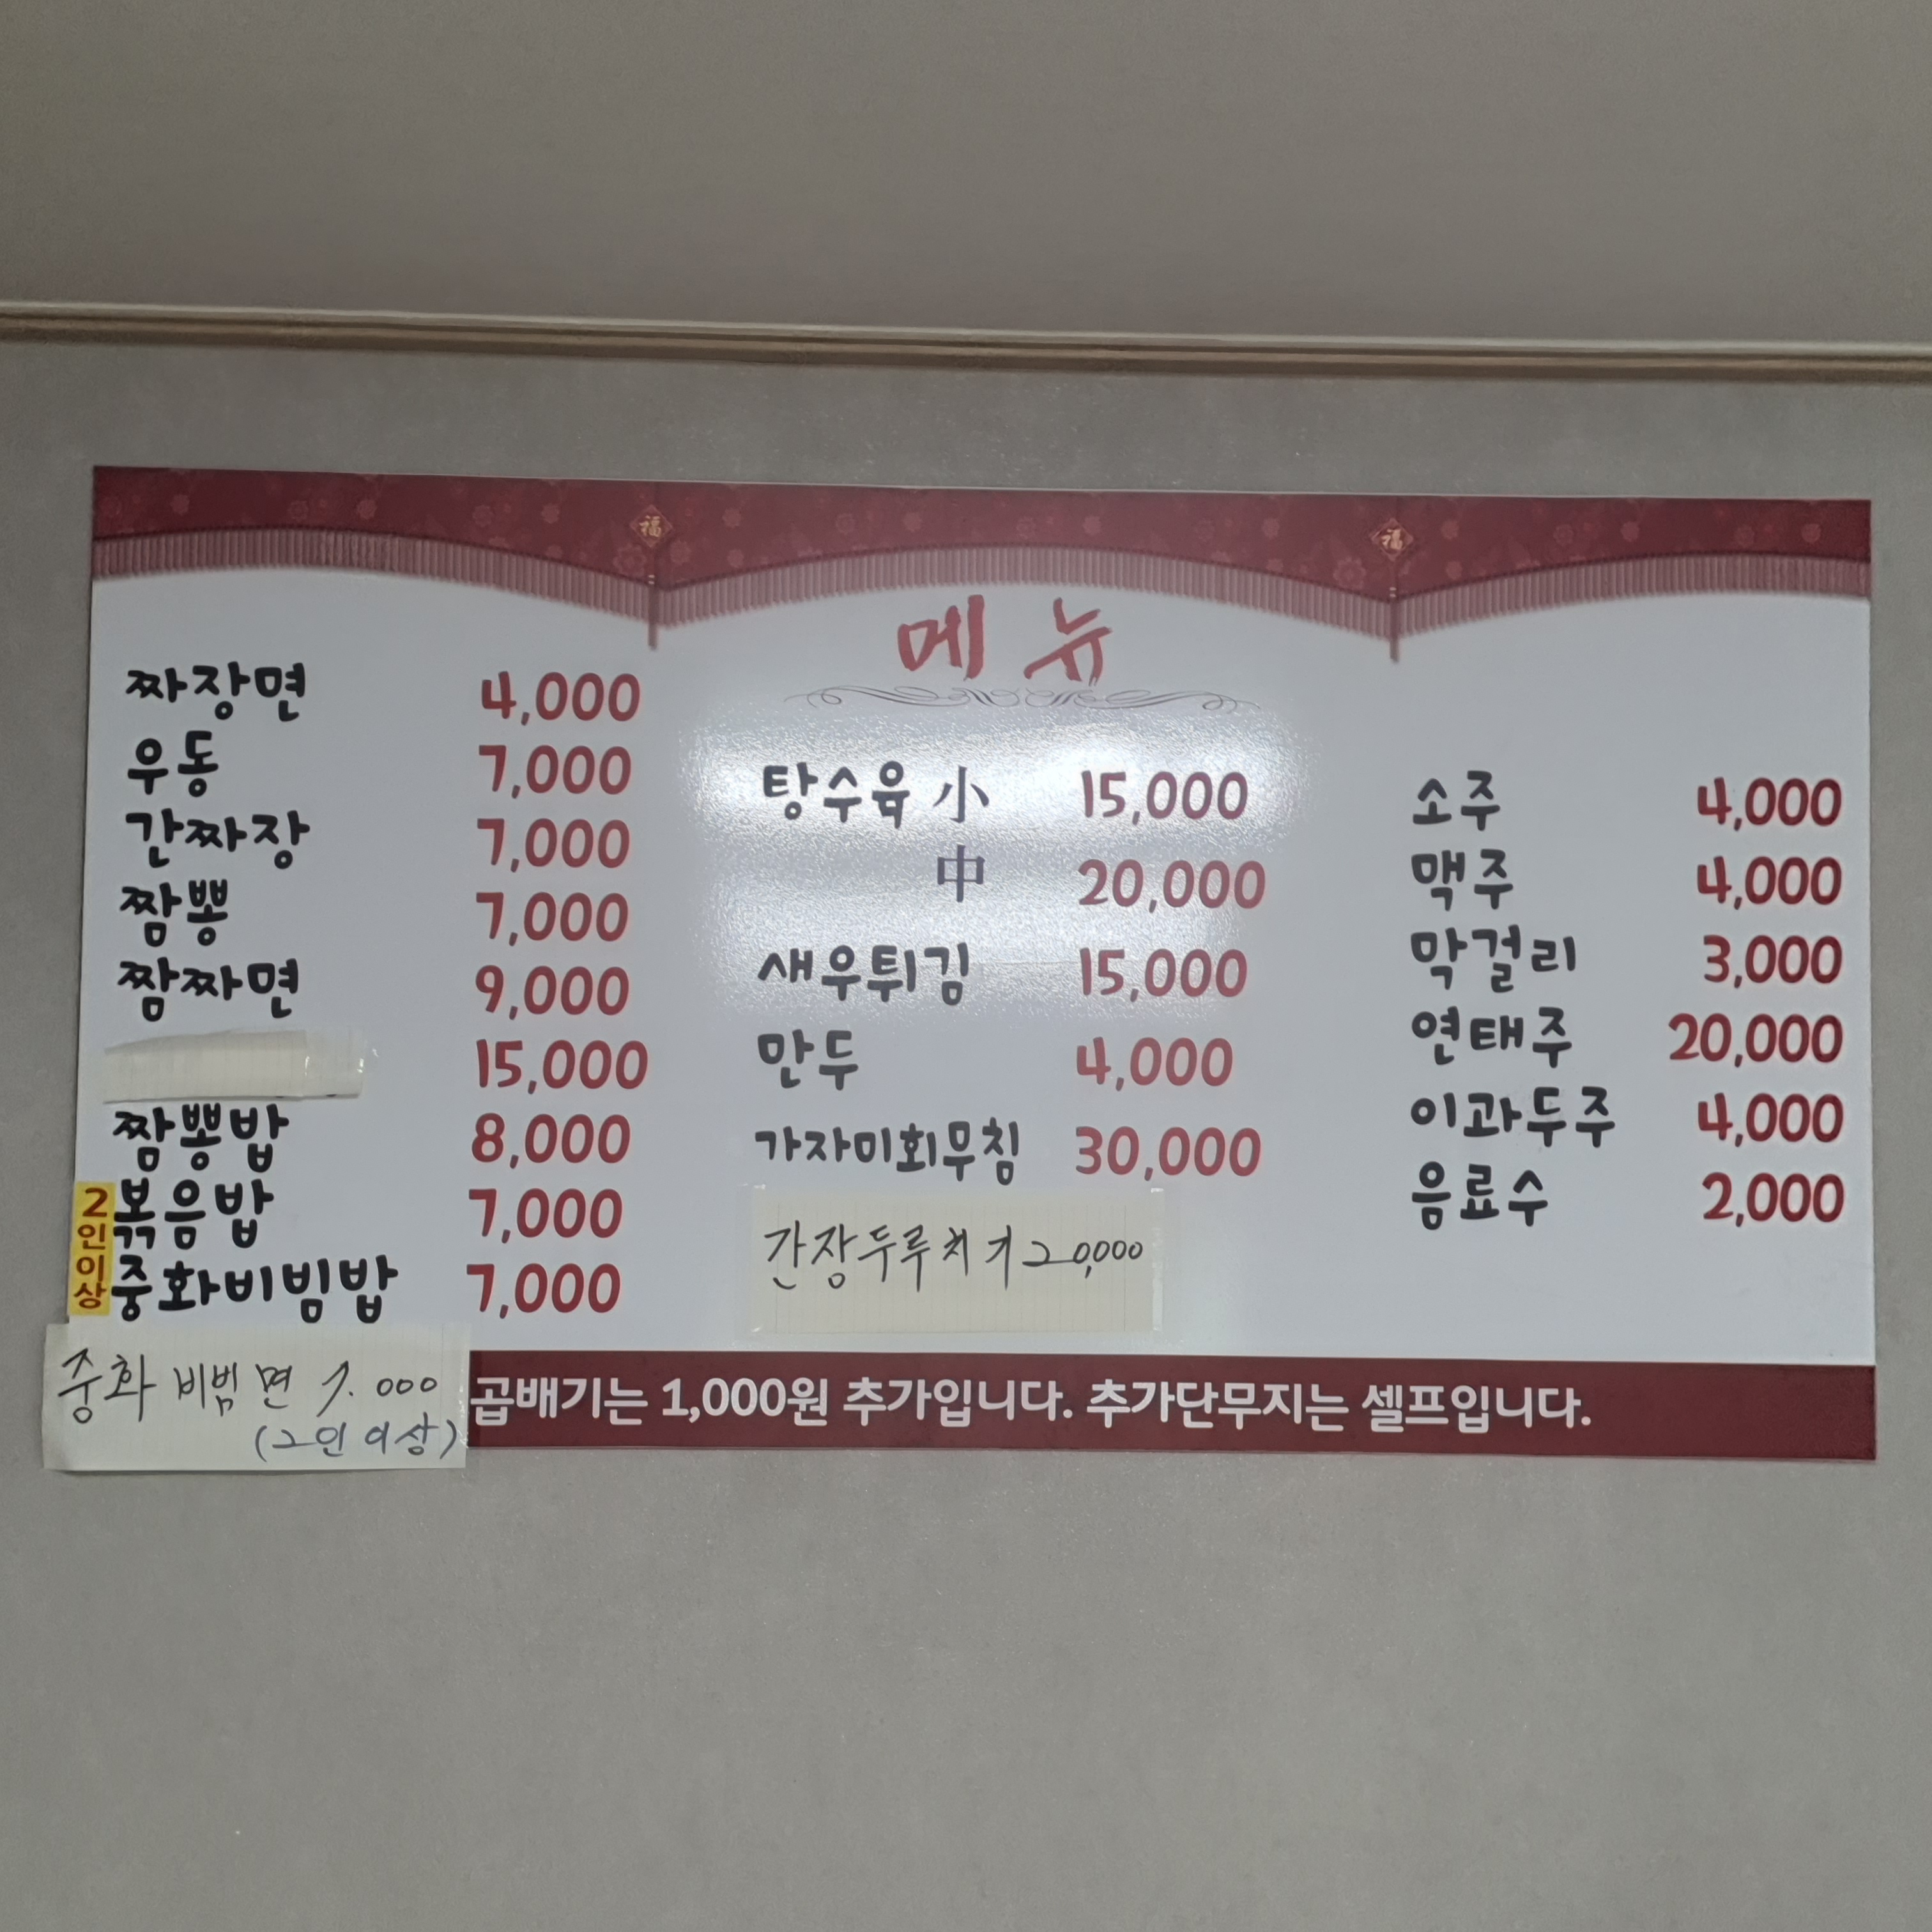 福 福
메뉴
짜장면 4,000
우동 7,000
간짜장 7,000
짬뽕 7,000
짬짜면 9,000
15,000
짬뽕밥 8,000
2인이상
볶음밥 7,000
중화비빔밥 7,000
중화비빔면 7.000
(2인이상)
탕수육 小 15,000
中 20,000
새우튀김 15,000
만두 4,000
가자미회무침 30,000
간장두루치기 20,000
소주 4,000
맥주 4,000
막걸리 3,000
연태주 20,000
이과두주 4,000
음료수 2,000
곱배기는 1,000원 추가입니다. 추가단무지는 셀프입니다.